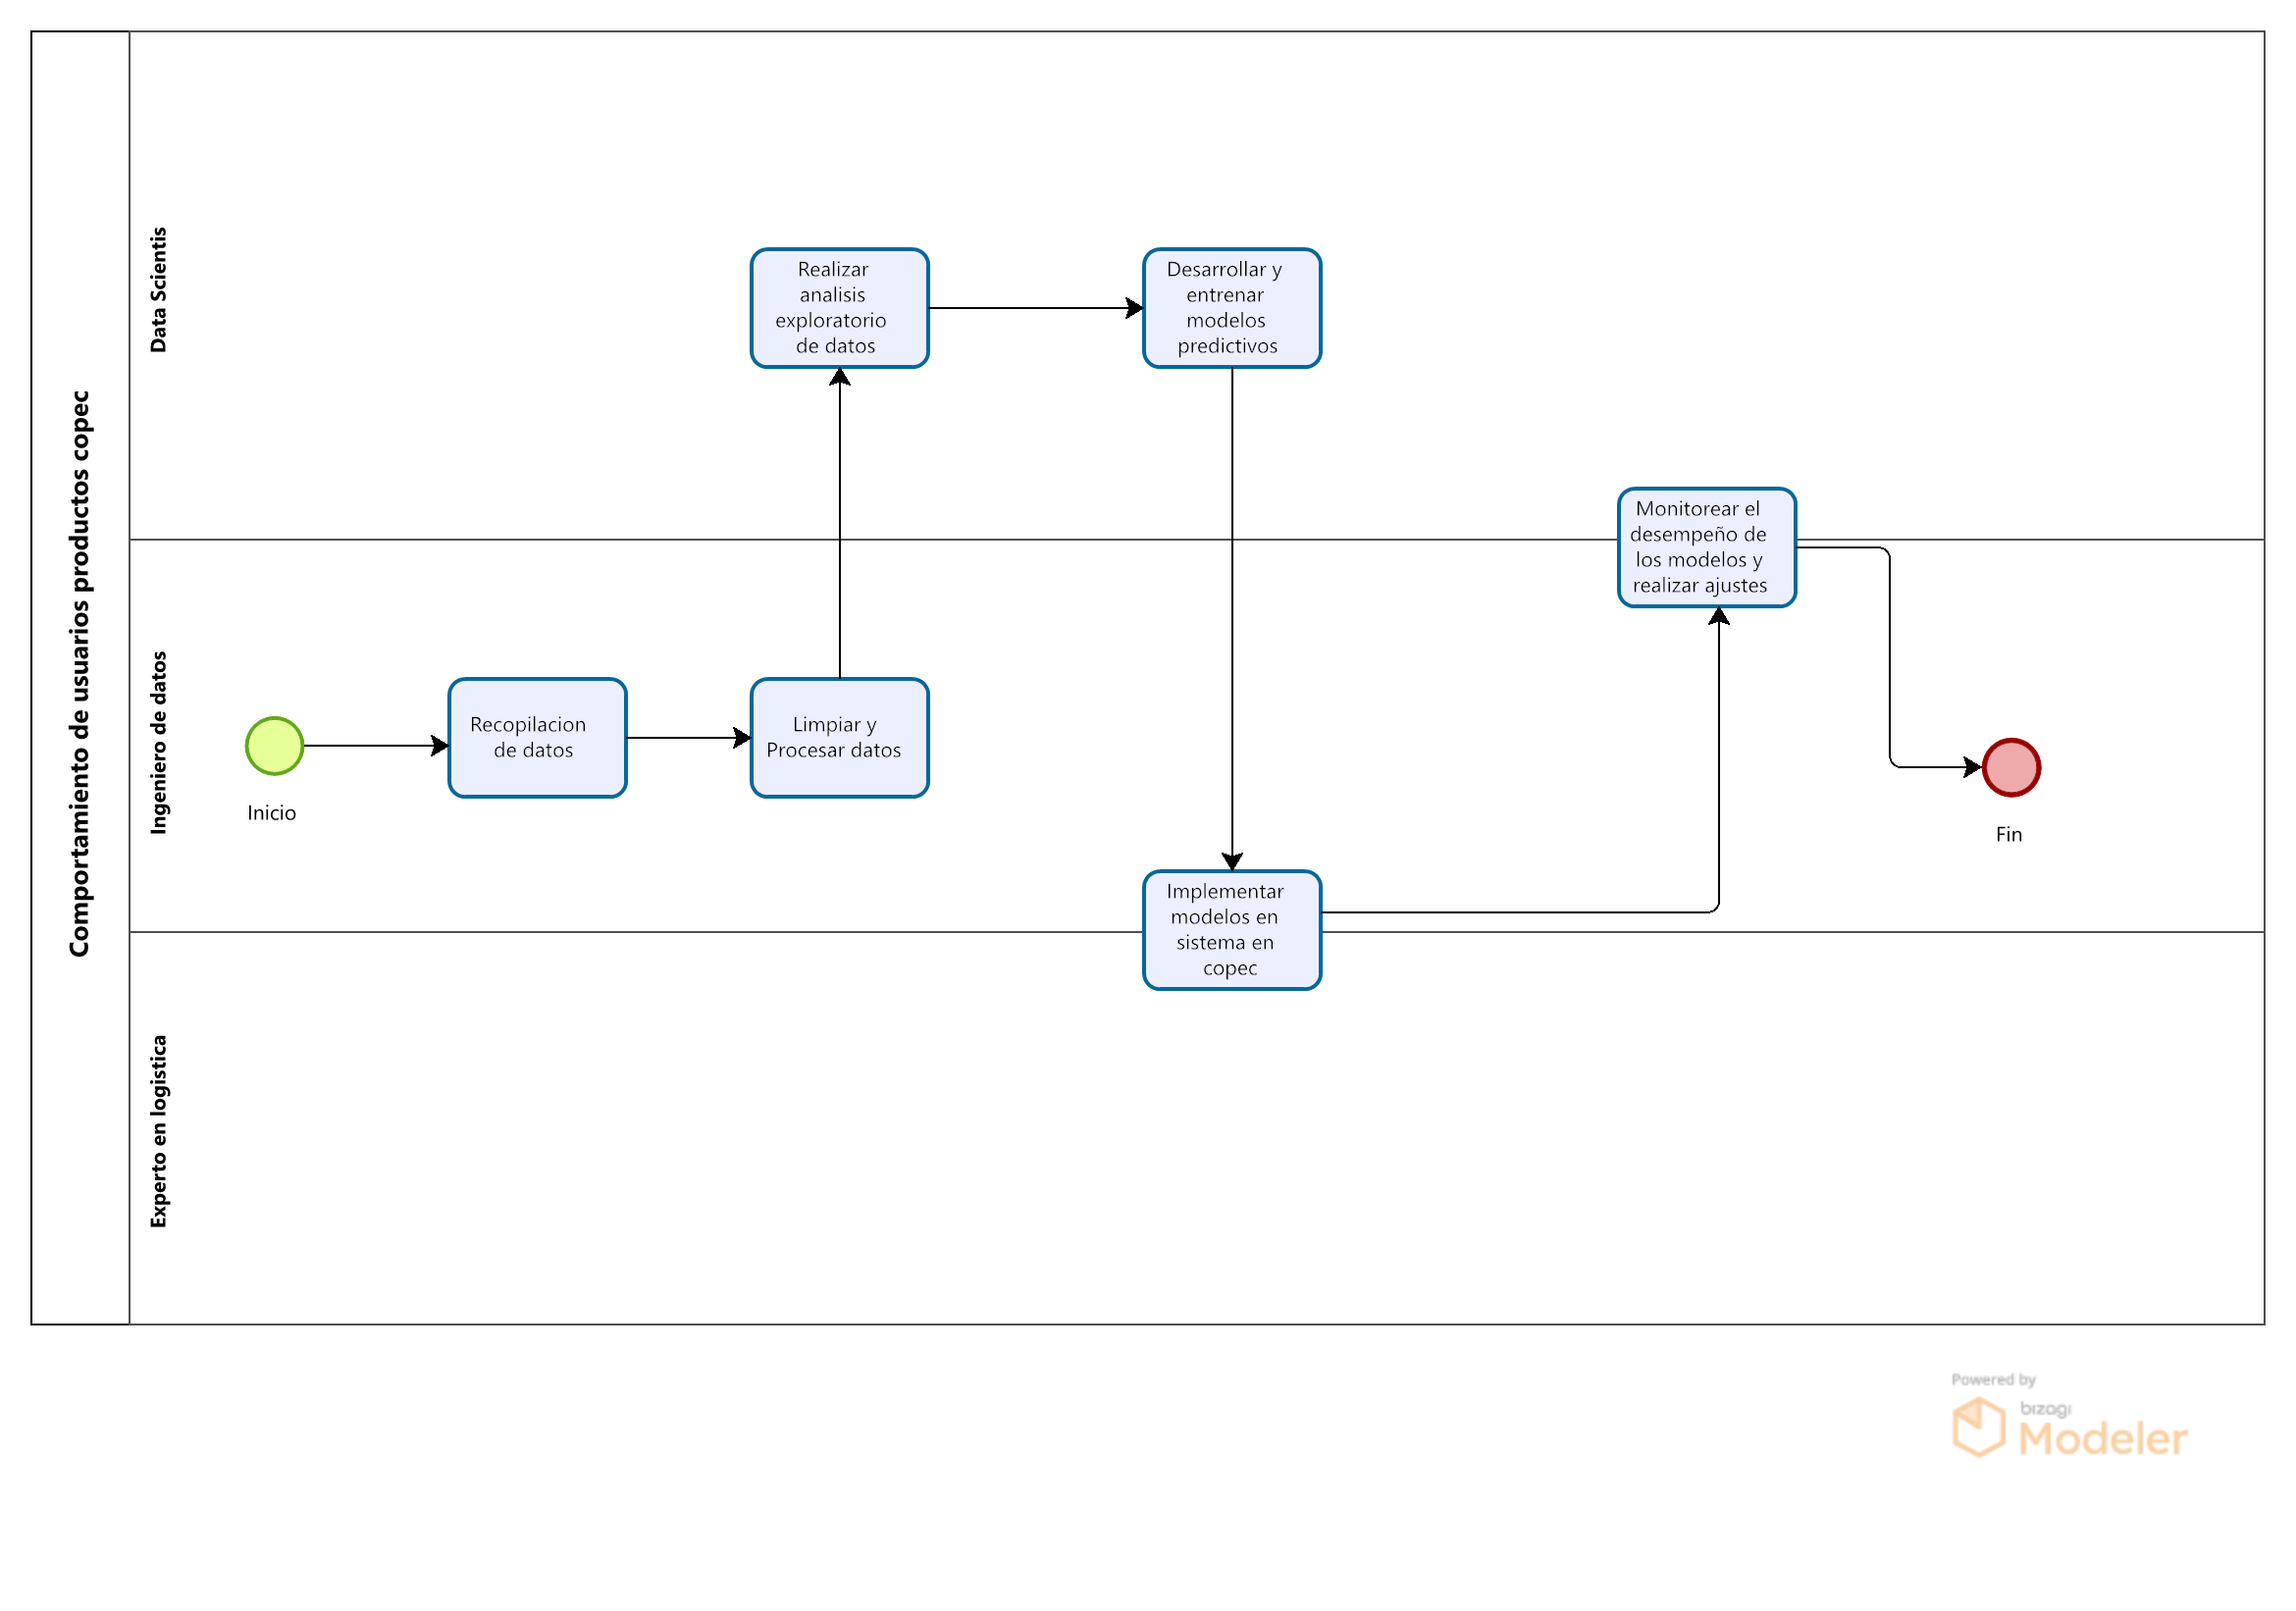 Comportamiento de usuarios productos copec
Data Scientis
Realizar
analisis
exploratorio
de datos
Desarrollar y
entrenar
modelos
predictivos
Monitorear el
desempeño de
los modelos y
realizar ajustes
Ingeniero de datos
Inicio
Recopilacion
de datos
Limpiar y
Procesar datos
Fin
Implementar
modelos en
sistema en
copec
Experto en logistica
Powered by
bizagi
Modeler